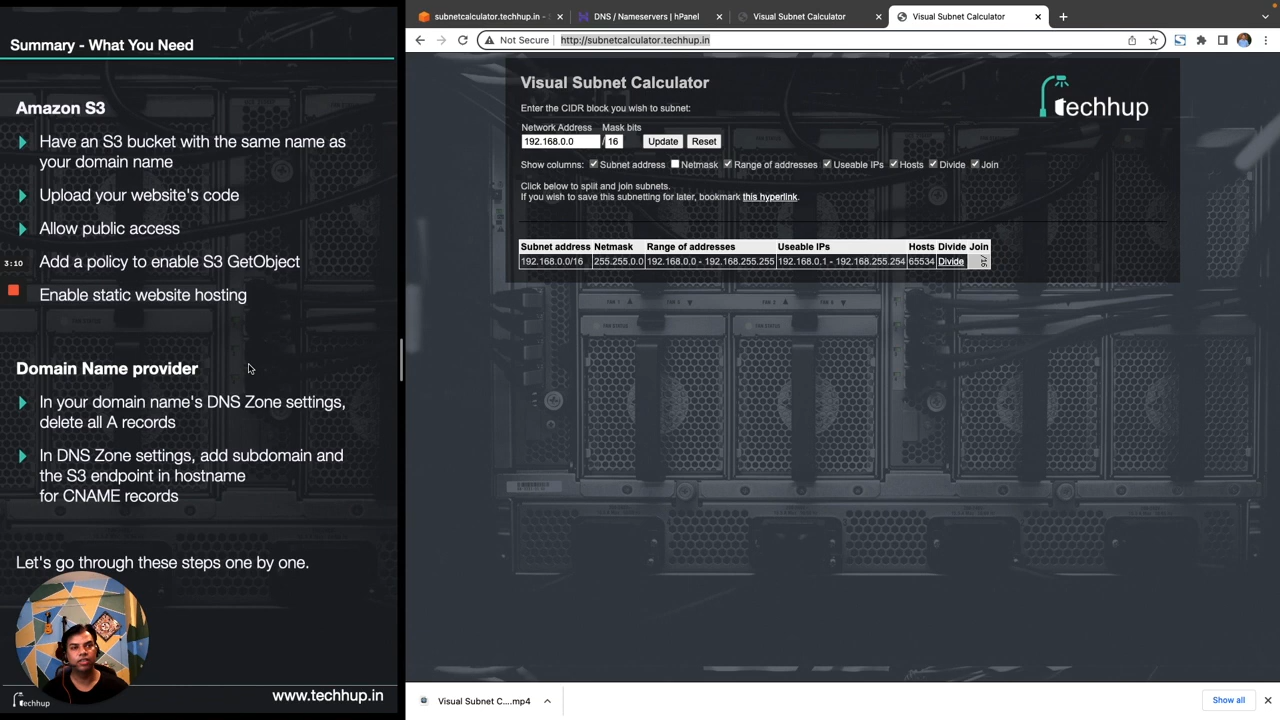 Summary - What You Need
Amazon S3
Have an S3 bucket with the same name as
your domain name
Upload your website's code
Allow public access
3:10
Add a policy to enable S3 GetObject
Enable static website hosting
Domain Name provider
In your domain name's DNS Zone settings,
delete all A records
In DNS Zone settings, add subdomain and
the S3 endpoint in hostname
for CNAME records
Let's go through these steps one by one.
techhup
www.techhup.in
subnetcalculator.techhup.in -
DNS / Nameservers | hPanel
Visual Subnet Calculator
Visual Subnet Calculator
Not Secure
http://subnetcalculator.techhup.in
Visual Subnet Calculator
techhup
Enter the CIDR block you wish to subnet:
Network Address Mask bits
192.168.0.0 / 16 Update Reset
Show columns: Subnet address Netmask Range of addresses Useable IPs Hosts Divide Join
Click below to split and join subnets.
If you wish to save this subnetting for later, bookmark this hyperlink.
Subnet address Netmask Range of addresses Useable IPs Hosts Divide Join
192.168.0.0/16 255.255.0.0 192.168.0.0 - 192.168.255.255 192.168.0.1 - 192.168.255.254 65534 Divide /16
Visual Subnet C....mp4
Show all